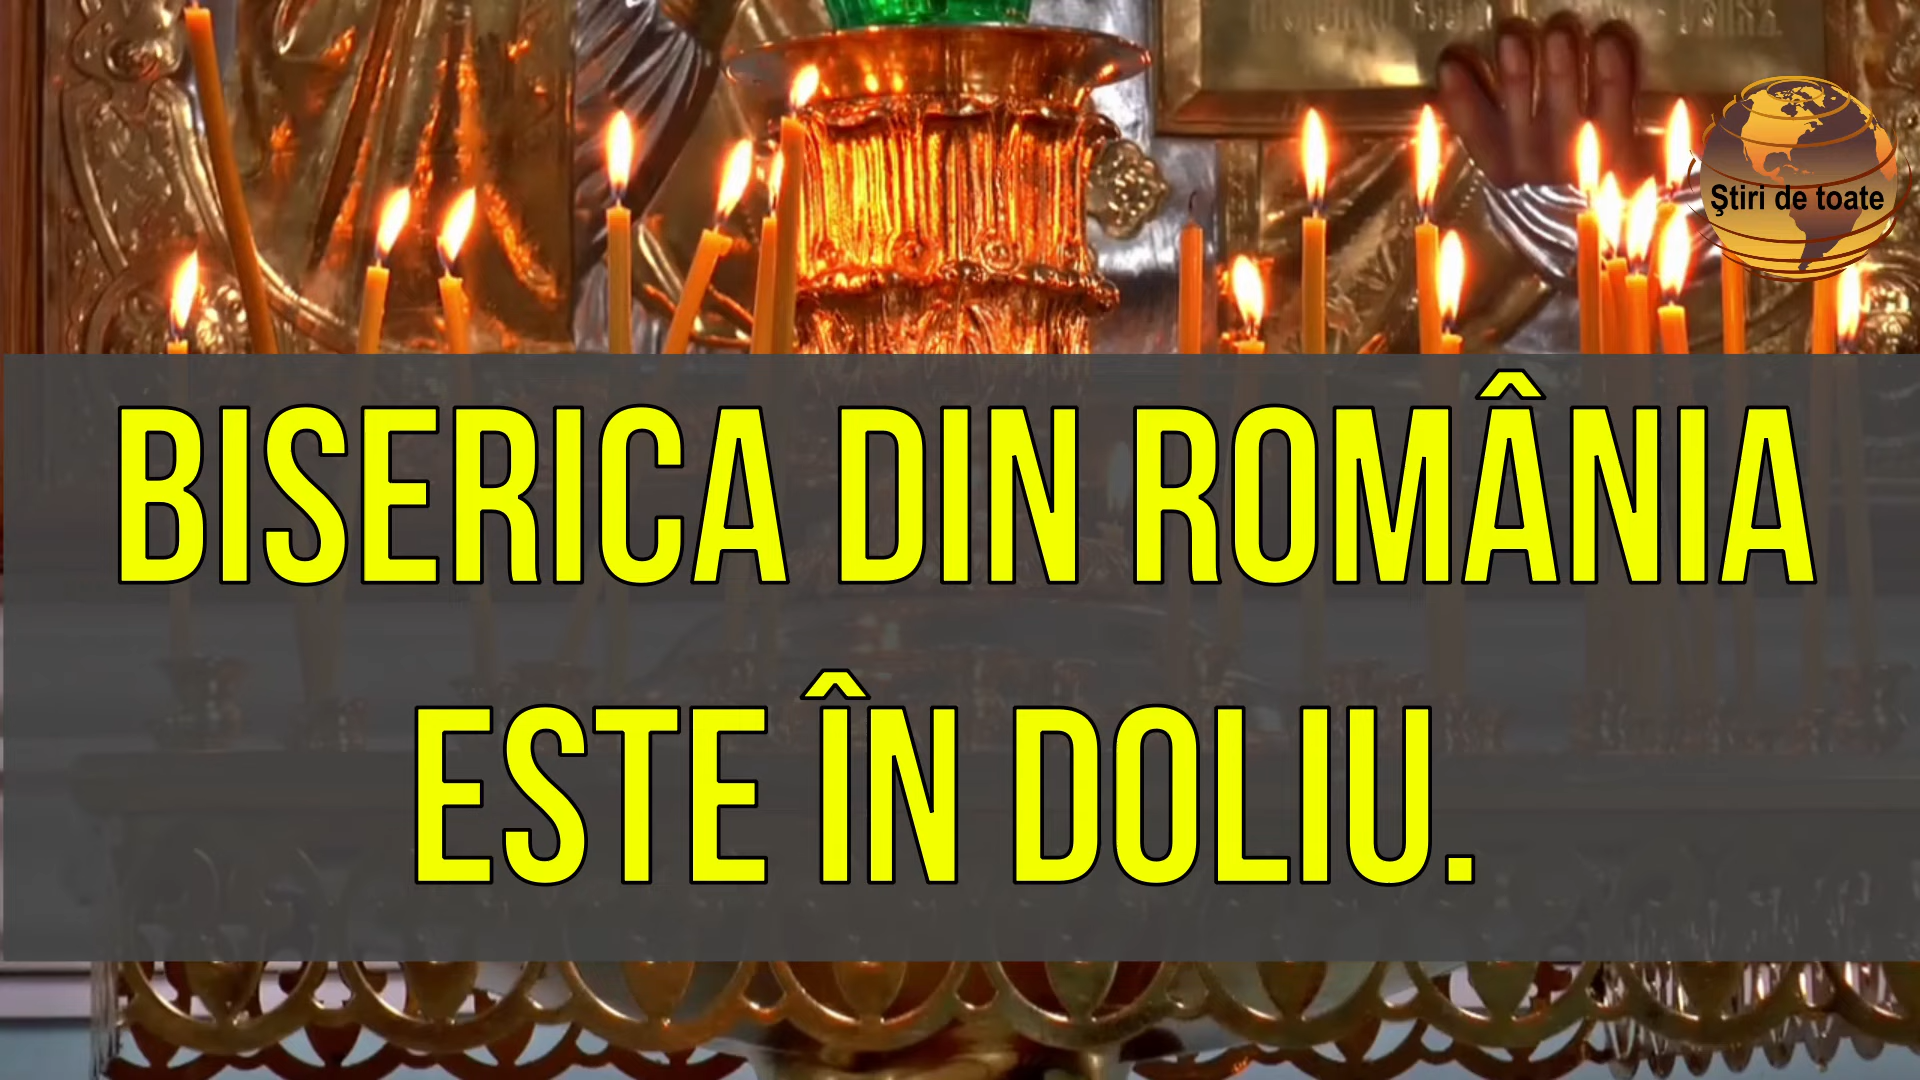 Ştiri de toate
BISERICA DIN ROMÂNIA
ESTE ÎN DOLIU.